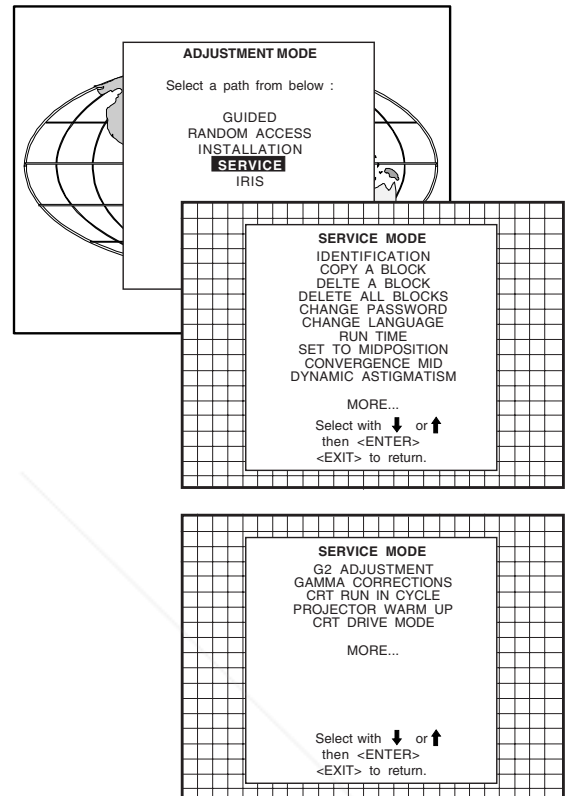 ADJUSTMENT MODE
Select a path from below :
GUIDED
RANDOM ACCESS
INSTALLATION
SERVICE
IRIS
SERVICE MODE
IDENTIFICATION
COPY A BLOCK
DELTE A BLOCK
DELETE ALL BLOCKS
CHANGE PASSWORD
CHANGE LANGUAGE
RUN TIME
SET TO MIDPOSITION
CONVERGENCE MID
DYNAMIC ASTIGMATISM
MORE...
Select with ⬇ or ⬆
then <ENTER>
<EXIT> to return.
SERVICE MODE
G2 ADJUSTMENT
GAMMA CORRECTIONS
CRT RUN IN CYCLE
PROJECTOR WARM UP
CRT DRIVE MODE
MORE...
Select with ⬇ or ⬆
then <ENTER>
<EXIT> to return.